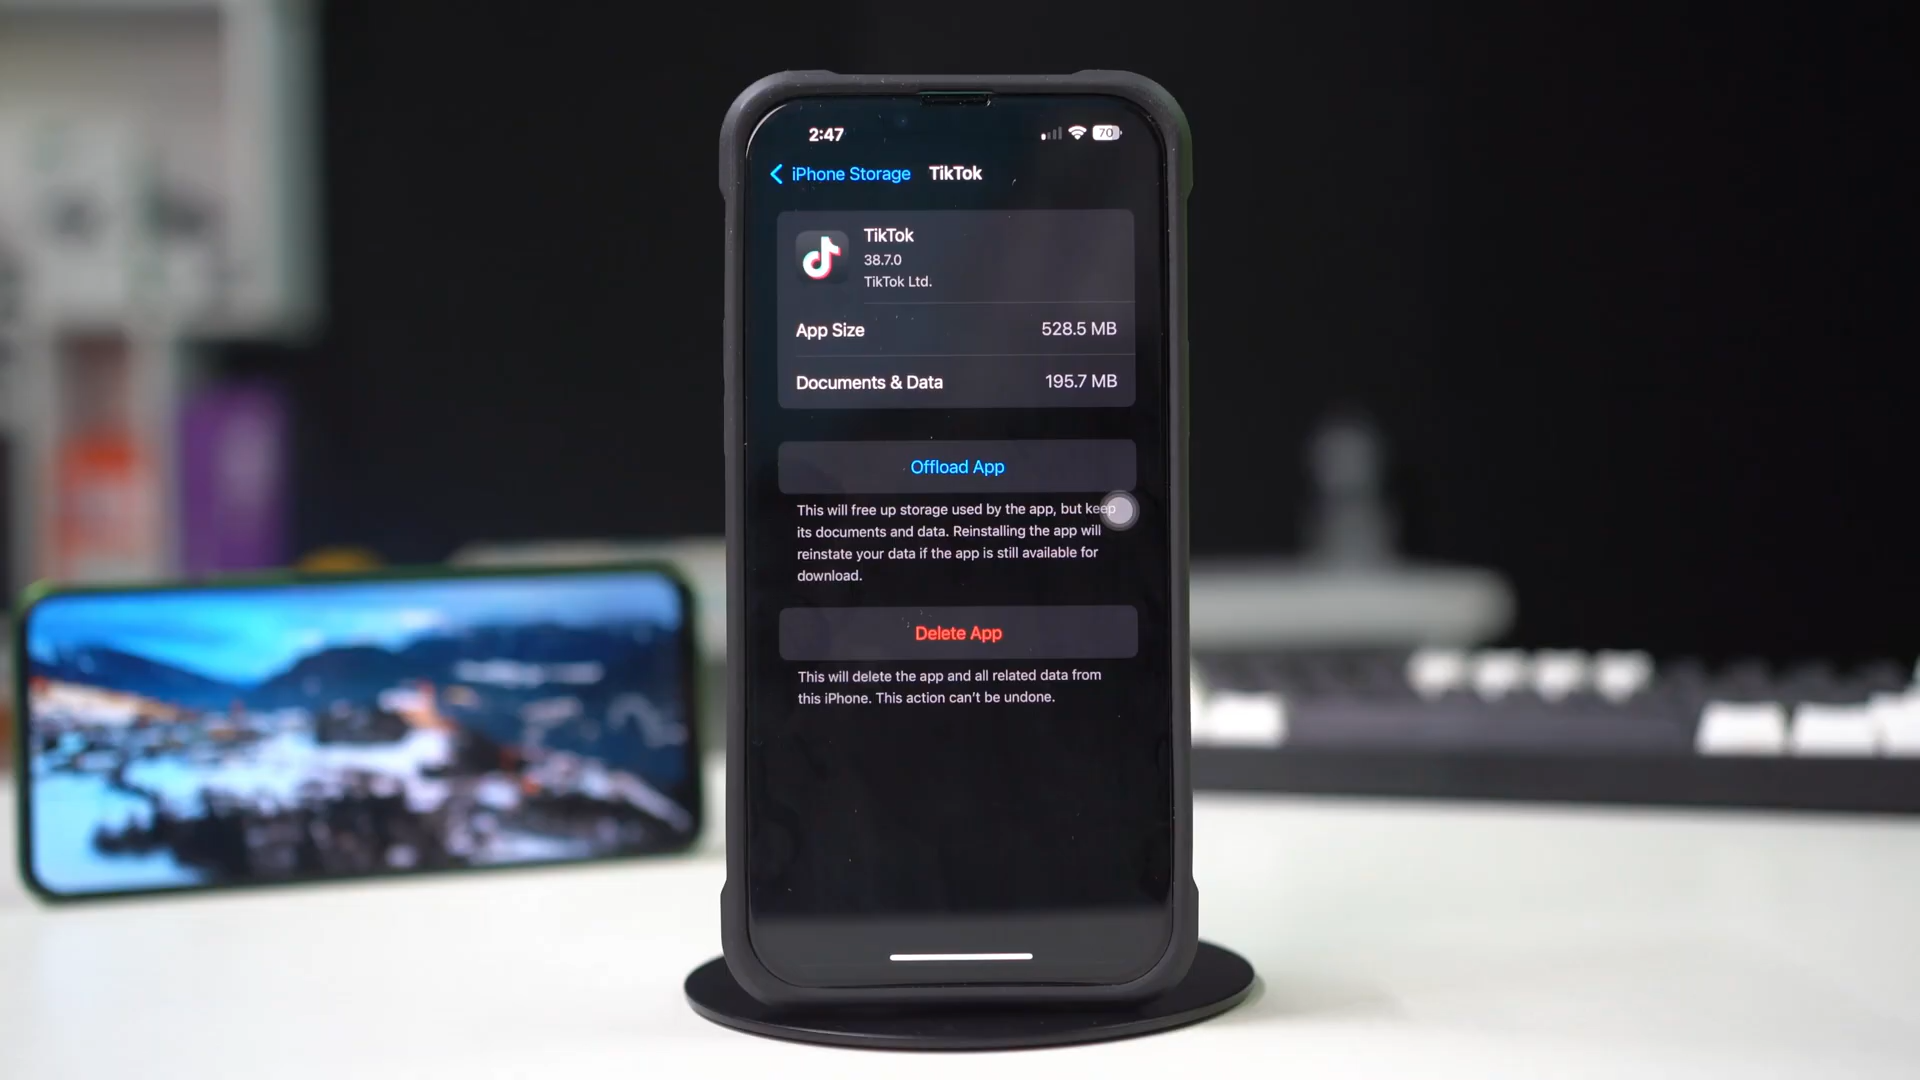 2:47
70
iPhone Storage TikTok
TikTok
38.7.0
TikTok Ltd.
App Size 528.5 MB
Documents & Data 195.7 MB
Offload App
This will free up storage used by the app, but keep
its documents and data. Reinstalling the app will
reinstate your data if the app is still available for
download.
Delete App
This will delete the app and all related data from
this iPhone. This action can't be undone.